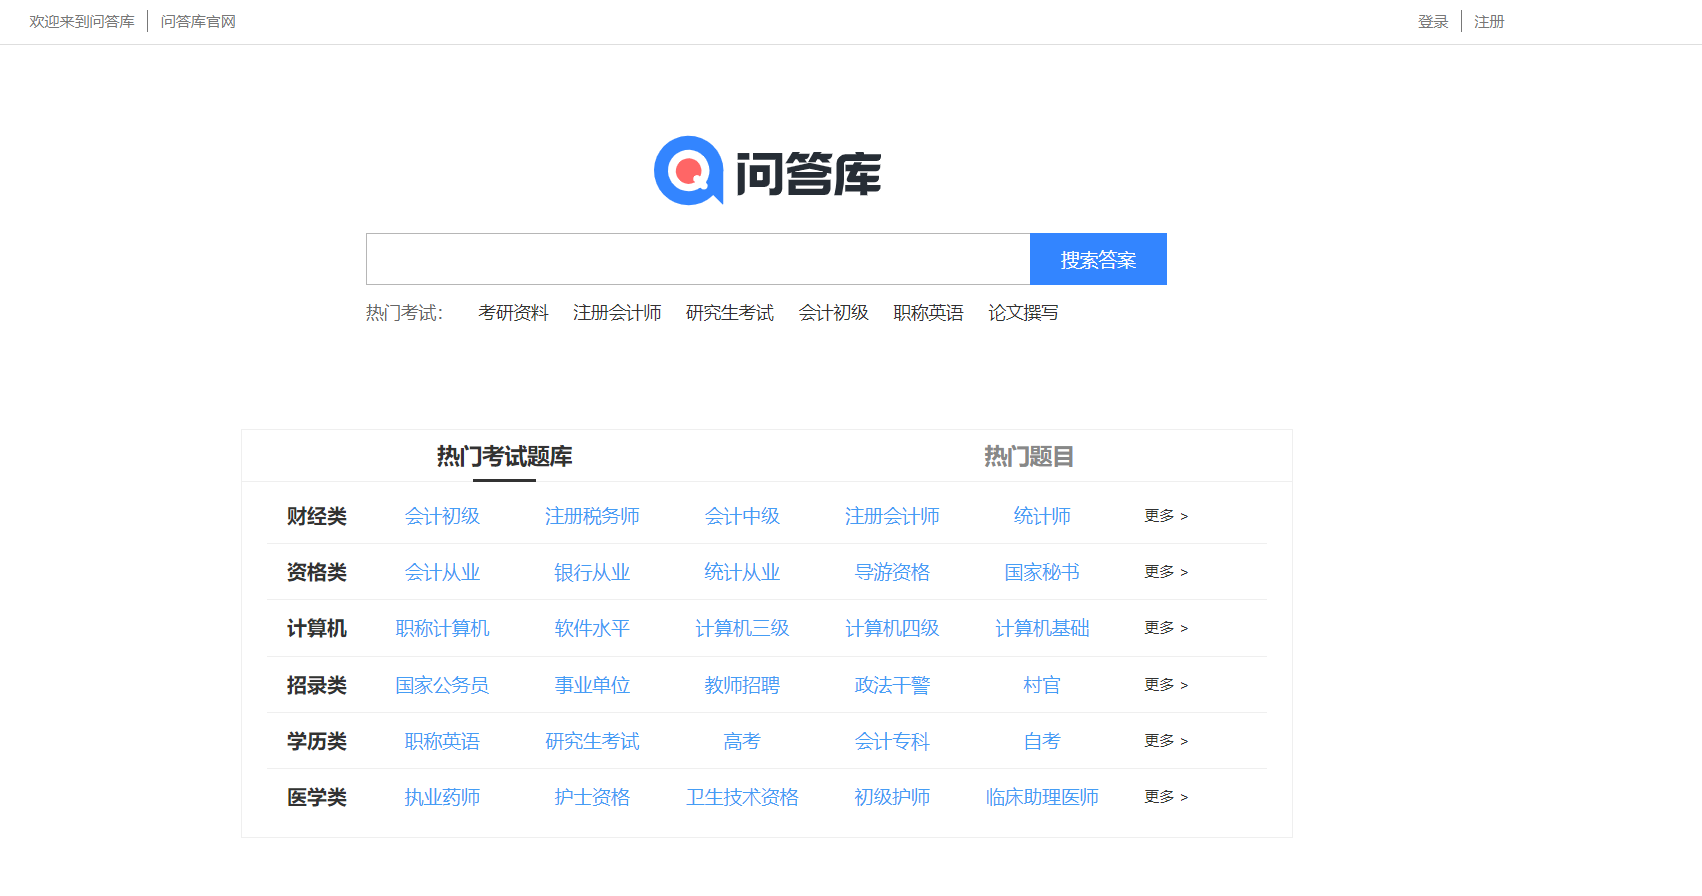 欢迎来到问答库 问答库官网 登录 注册
问答库
搜索答案
热门考试: 考研资料 注册会计师 研究生考试 会计初级 职称英语 论文撰写
热门考试题库 热门题目
财经类 会计初级 注册税务师 会计中级 注册会计师 统计师 更多 >
资格类 会计从业 银行从业 统计从业 导游资格 国家秘书 更多 >
计算机 职称计算机 软件水平 计算机三级 计算机四级 计算机基础 更多 >
招录类 国家公务员 事业单位 教师招聘 政法干警 村官 更多 >
学历类 职称英语 研究生考试 高考 会计专科 自考 更多 >
医学类 执业药师 护士资格 卫生技术资格 初级护师 临床助理医师 更多 >